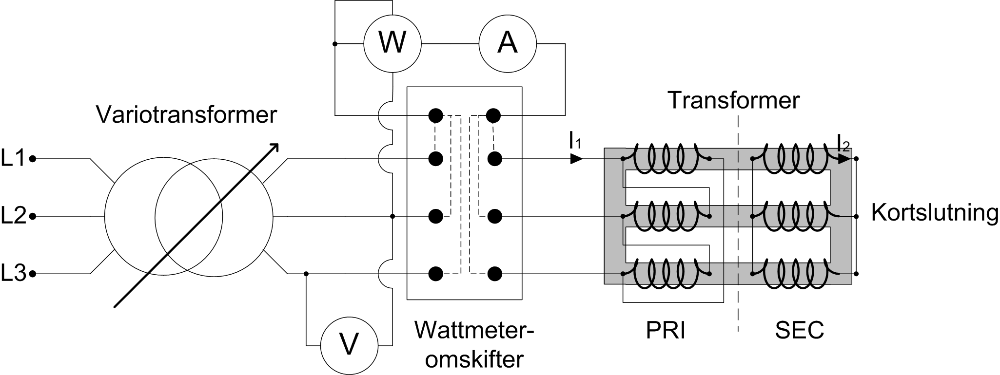 W
A
Variotransformer
Transformer
L1
I1
I2
L2
Kortslutning
L3
V
Wattmeter-
omskifter
PRI
SEC